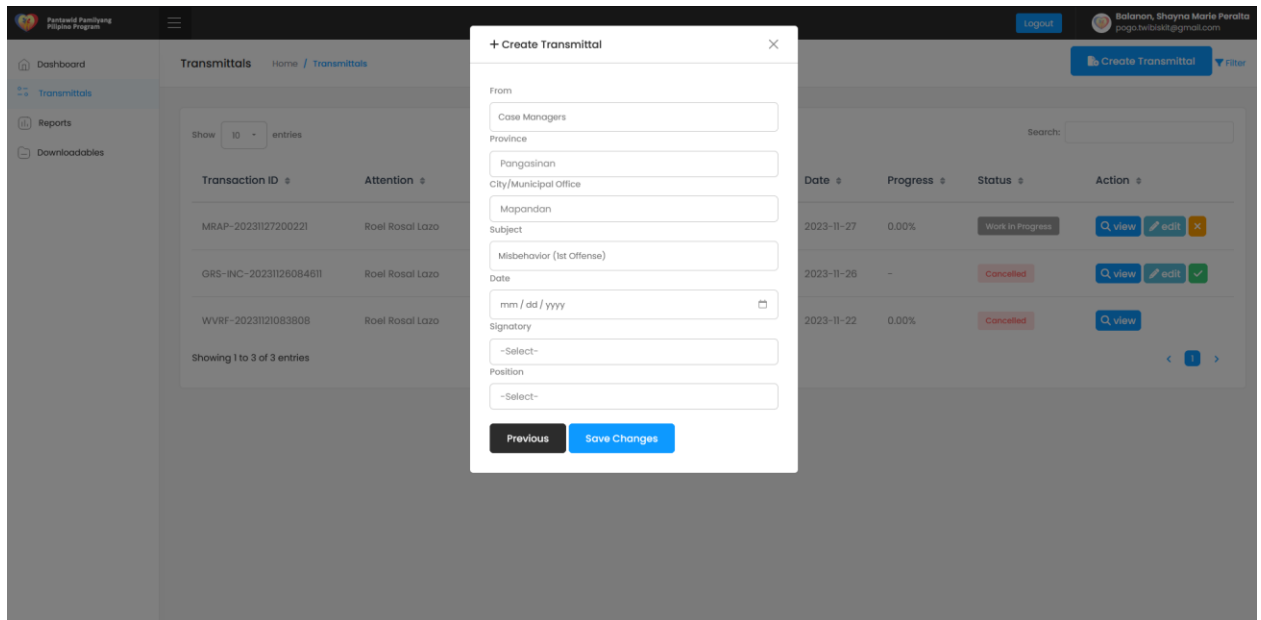 Pantawid Pamilyang
Pilipino Program
Logout
Balanon, Shayna Marie Peralta
pogo.twibiskit@gmail.com
Dashboard
Transmittals
Reports
Downloadables
Transmittals Home / Transmittals
Create Transmittal
Filter
Show 10 entries
Search:
Transaction ID Attention Date Progress Status Action
MRAP-20231127200221 Roel Rosal Lazo 2023-11-27 0.00% Work in Progress view edit
GRS-INC-20231126084611 Roel Rosal Lazo 2023-11-26 - Cancelled view edit
WVRF-20231121083808 Roel Rosal Lazo 2023-11-22 0.00% Cancelled view
Showing 1 to 3 of 3 entries
1
+ Create Transmittal
From
Case Managers
Province
Pangasinan
City/Municipal Office
Mapandan
Subject
Misbehavior (1st Offense)
Date
mm / dd / yyyy
Signatory
-Select-
Position
-Select-
Previous Save Changes